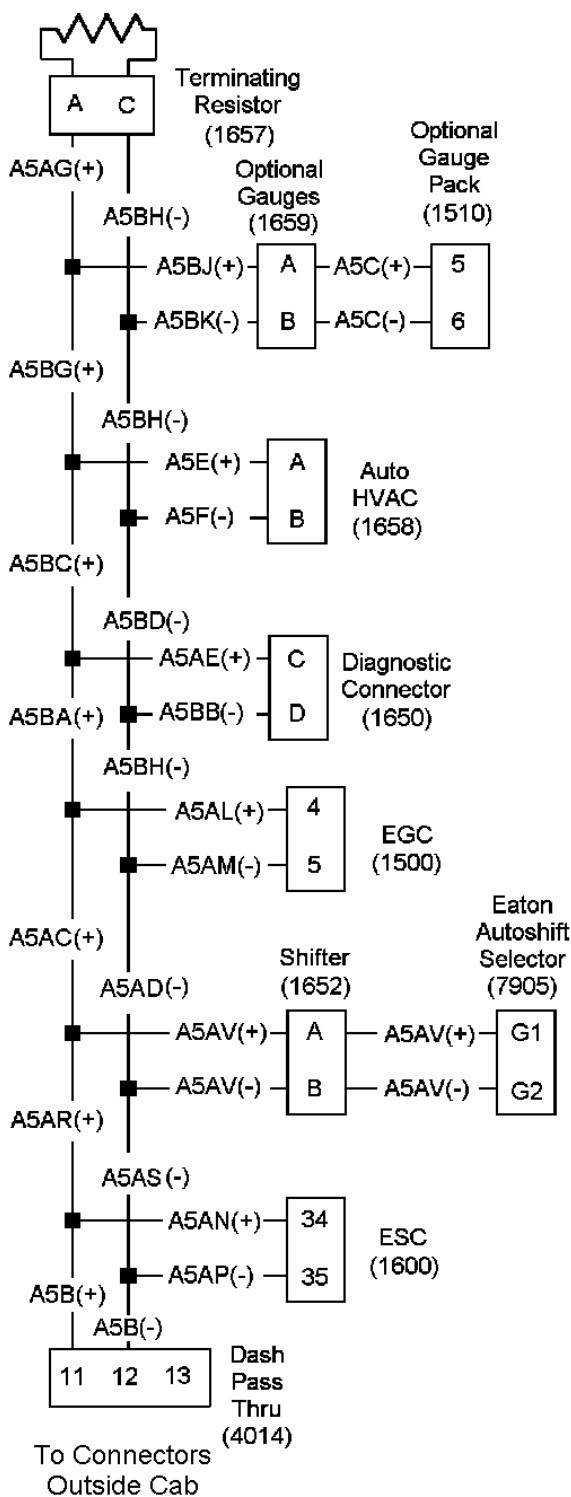 A C
Terminating
Resistor
(1657)
A5AG(+)
A5BH(-)
Optional
Gauges
(1659)
Optional
Gauge
Pack
(1510)
A5BJ(+) A A5C(+) 5
A5BK(-) B A5C(-) 6
A5BG(+)
A5BH(-)
A5E(+) A
A5F(-) B
Auto
HVAC
(1658)
A5BC(+)
A5BD(-)
A5AE(+) C
A5BB(-) D
Diagnostic
Connector
(1650)
A5BA(+)
A5BH(-)
A5AL(+) 4
A5AM(-) 5
EGC
(1500)
A5AC(+)
A5AD(-)
Shifter
(1652)
Eaton
Autoshift
Selector
(7905)
A5AV(+) A A5AV(+) G1
A5AV(-) B A5AV(-) G2
A5AR(+)
A5AS(-)
A5AN(+) 34
A5AP(-) 35
ESC
(1600)
A5B(+)
A5B(-)
11 12 13
Dash
Pass
Thru
(4014)
To Connectors
Outside Cab